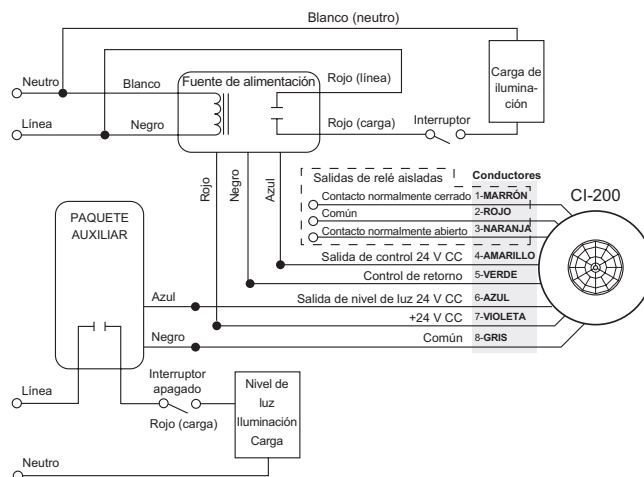 Blanco (neutro)
Neutro
Blanco
Fuente de alimentación
Rojo (línea)
Carga de
ilumina-
ción
Línea
Negro
Rojo (carga)
Interruptor
Rojo
Negro
Azul
Salidas de relé aisladas
Conductores
CI-200
Contacto normalmente cerrado
1-MARRÓN
Común
2-ROJO
Contacto normalmente abierto
3-NARANJA
Salida de control 24 V CC
4-AMARILLO
Control de retorno
5-VERDE
Salida de nivel de luz 24 V CC
6-AZUL
+24 V CC
7-VIOLETA
Común
8-GRIS
PAQUETE
AUXILIAR
Azul
Negro
Línea
Interruptor
apagado
Rojo (carga)
Nivel de
luz
Iluminación
Carga
Neutro